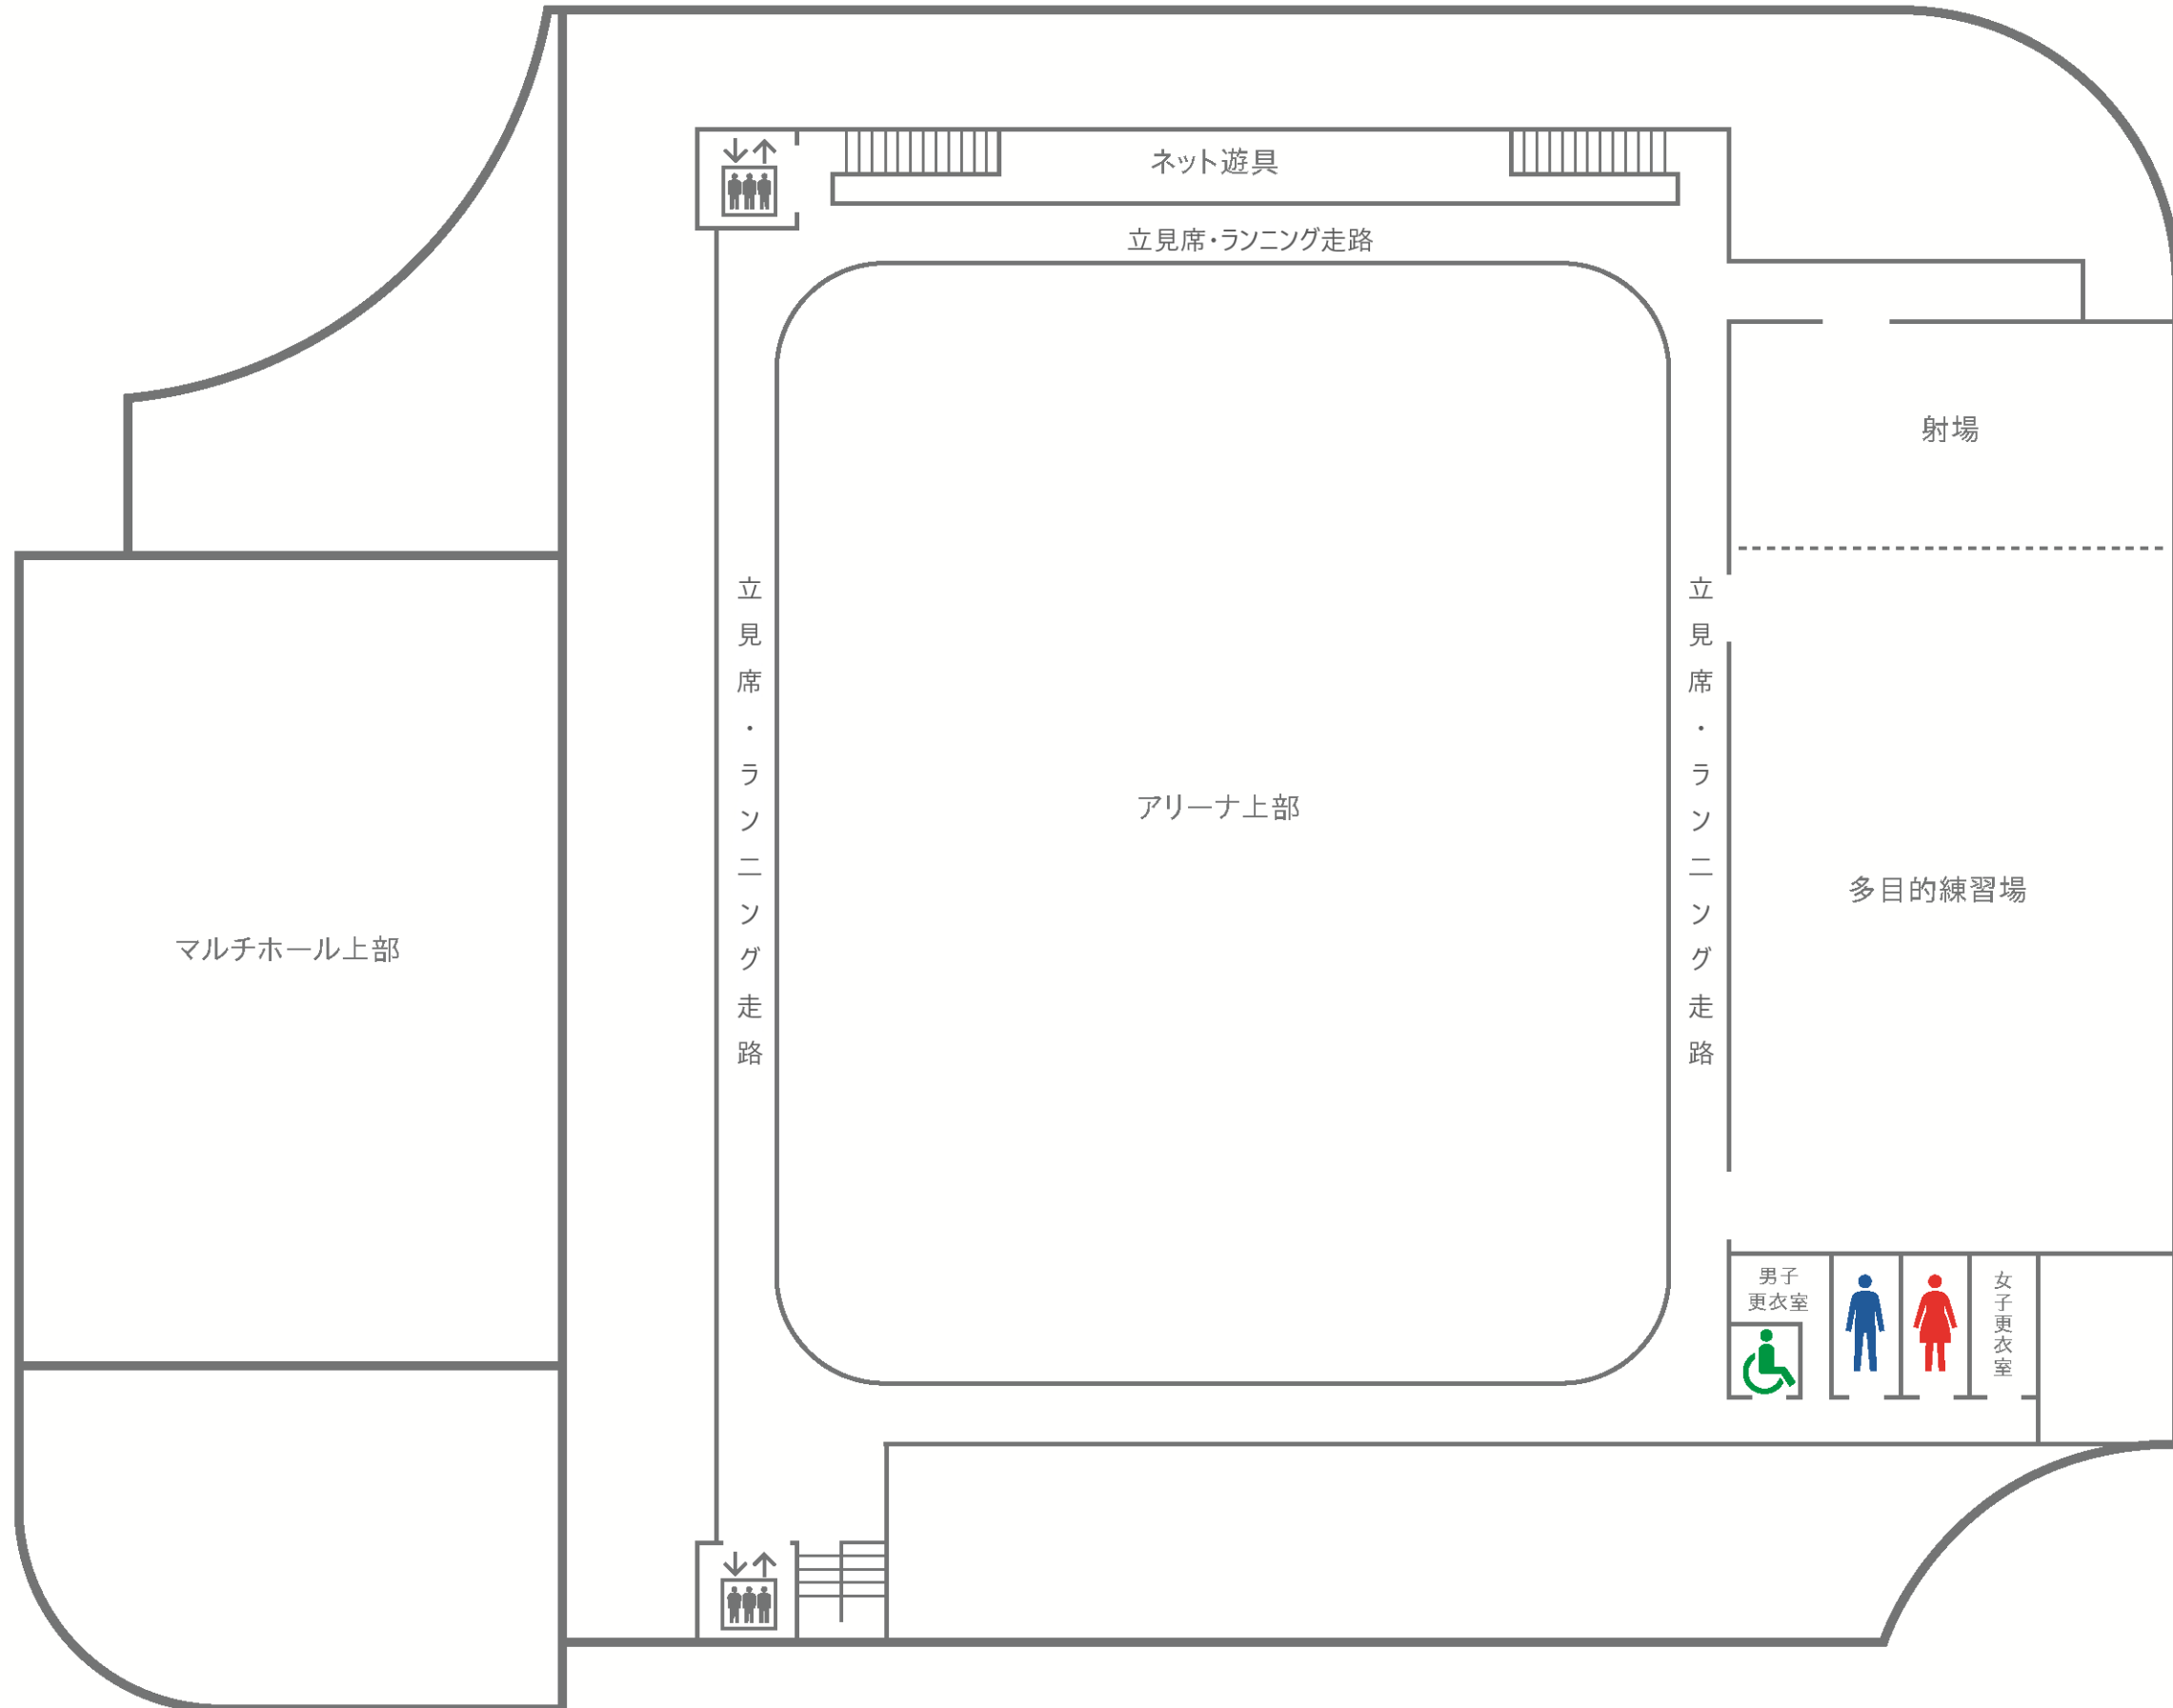 ネット遊具
立見席・ランニング走路
射場
立見席・ランニング走路
立見席・ランニング走路
アリーナ上部
多目的練習場
マルチホール上部
男子
更衣室
女子更衣室